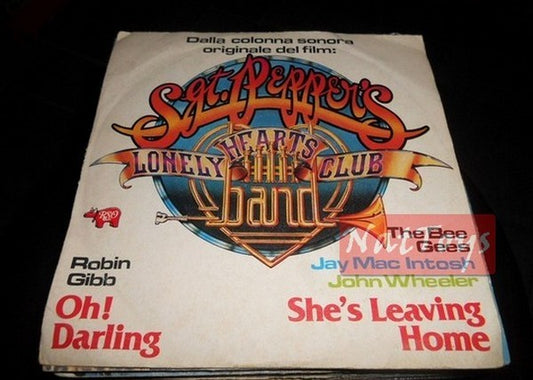 Dalla colonna sonora
originale del film:
Sgt. Pepper's
LONELY HEARTS CLUB
band
RSO
The Bee
Gees
Jay Mac Intosh
John Wheeler
Robin
Gibb
Oh!
Darling
She's Leaving
Home